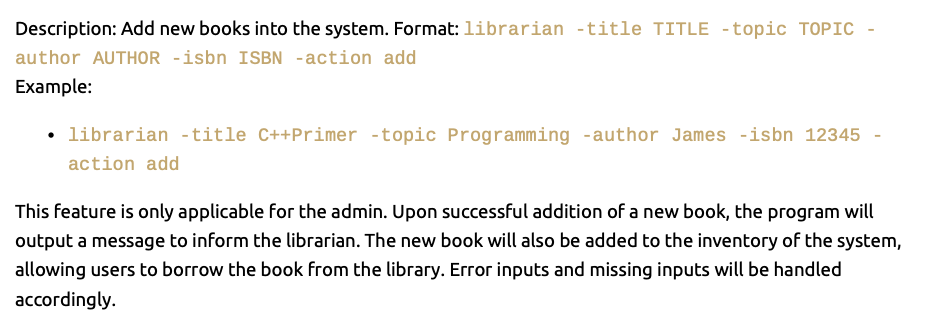 Description: Add new books into the system. Format: librarian -title TITLE -topic TOPIC -
author AUTHOR -isbn ISBN -action add
Example:
• librarian -title C++Primer -topic Programming -author James -isbn 12345 -
action add
This feature is only applicable for the admin. Upon successful addition of a new book, the program will
output a message to inform the librarian. The new book will also be added to the inventory of the system,
allowing users to borrow the book from the library. Error inputs and missing inputs will be handled
accordingly.